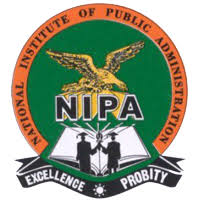 NATIONAL INSTITUTE OF PUBLIC ADMINISTRATION
NIPA
EXCELLENCE PROBITY